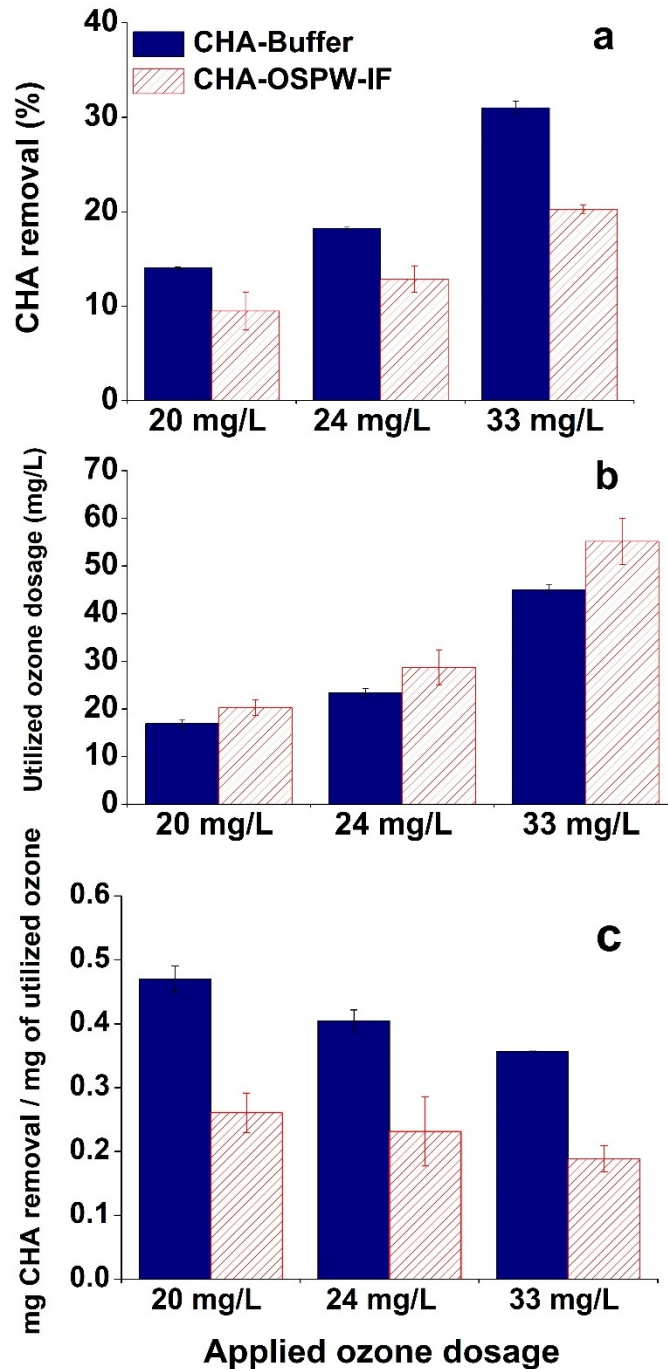 40
30
20
10
0
CHA removal (%)
CHA-Buffer
CHA-OSPW-IF
a
20 mg/L
24 mg/L
33 mg/L
70
60
50
40
30
20
10
0
Utilized ozone dosage (mg/L)
b
20 mg/L
24 mg/L
33 mg/L
0.6
0.5
0.4
0.3
0.2
0.1
0.0
mg CHA removal / mg of utilized ozone
c
20 mg/L
24 mg/L
33 mg/L
Applied ozone dosage